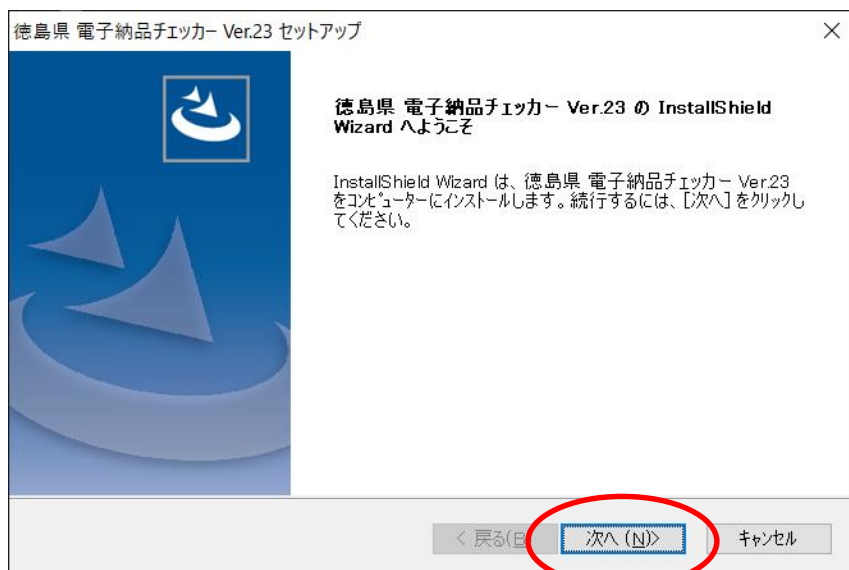 徳島県 電子納品チェッカー Ver.23 セットアップ
徳島県 電子納品チェッカー Ver.23 の InstallShield
Wizard へようこそ
InstallShield Wizard は、徳島県 電子納品チェッカー Ver.23
をコンピューターにインストールします。続行するには、[次へ] をクリックし
てください。
< 戻る(B
次へ (N)>
キャンセル